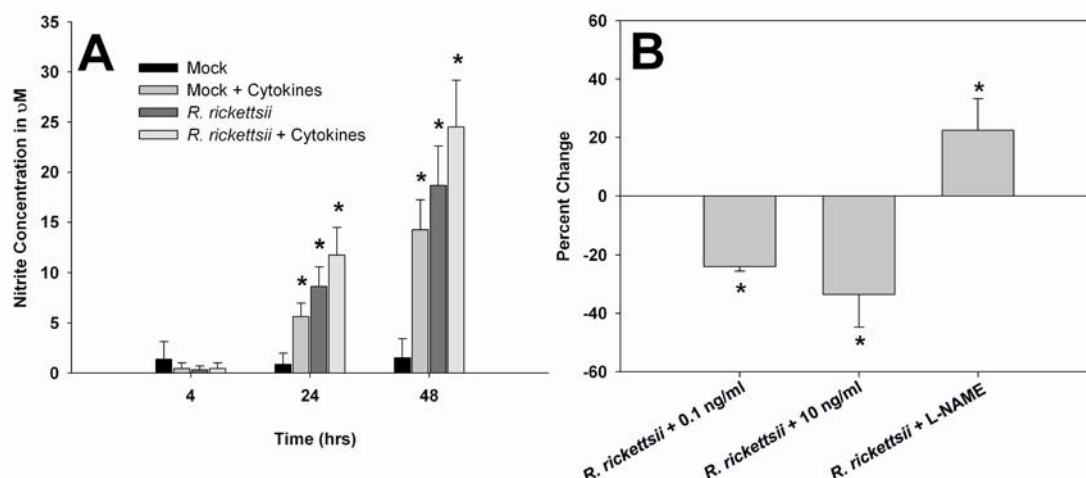 A
Nitrite Concentration in υM
35
30
25
20
15
10
5
0
Mock
Mock + Cytokines
R. rickettsii
R. rickettsii + Cytokines
*
*
*
*
*
*
4
24
48
Time (hrs)
B
Percent Change
60
40
20
0
-20
-40
-60
*
*
*
R. rickettsii + 0.1 ng/ml
R. rickettsii + 10 ng/ml
R. rickettsii + L-NAME